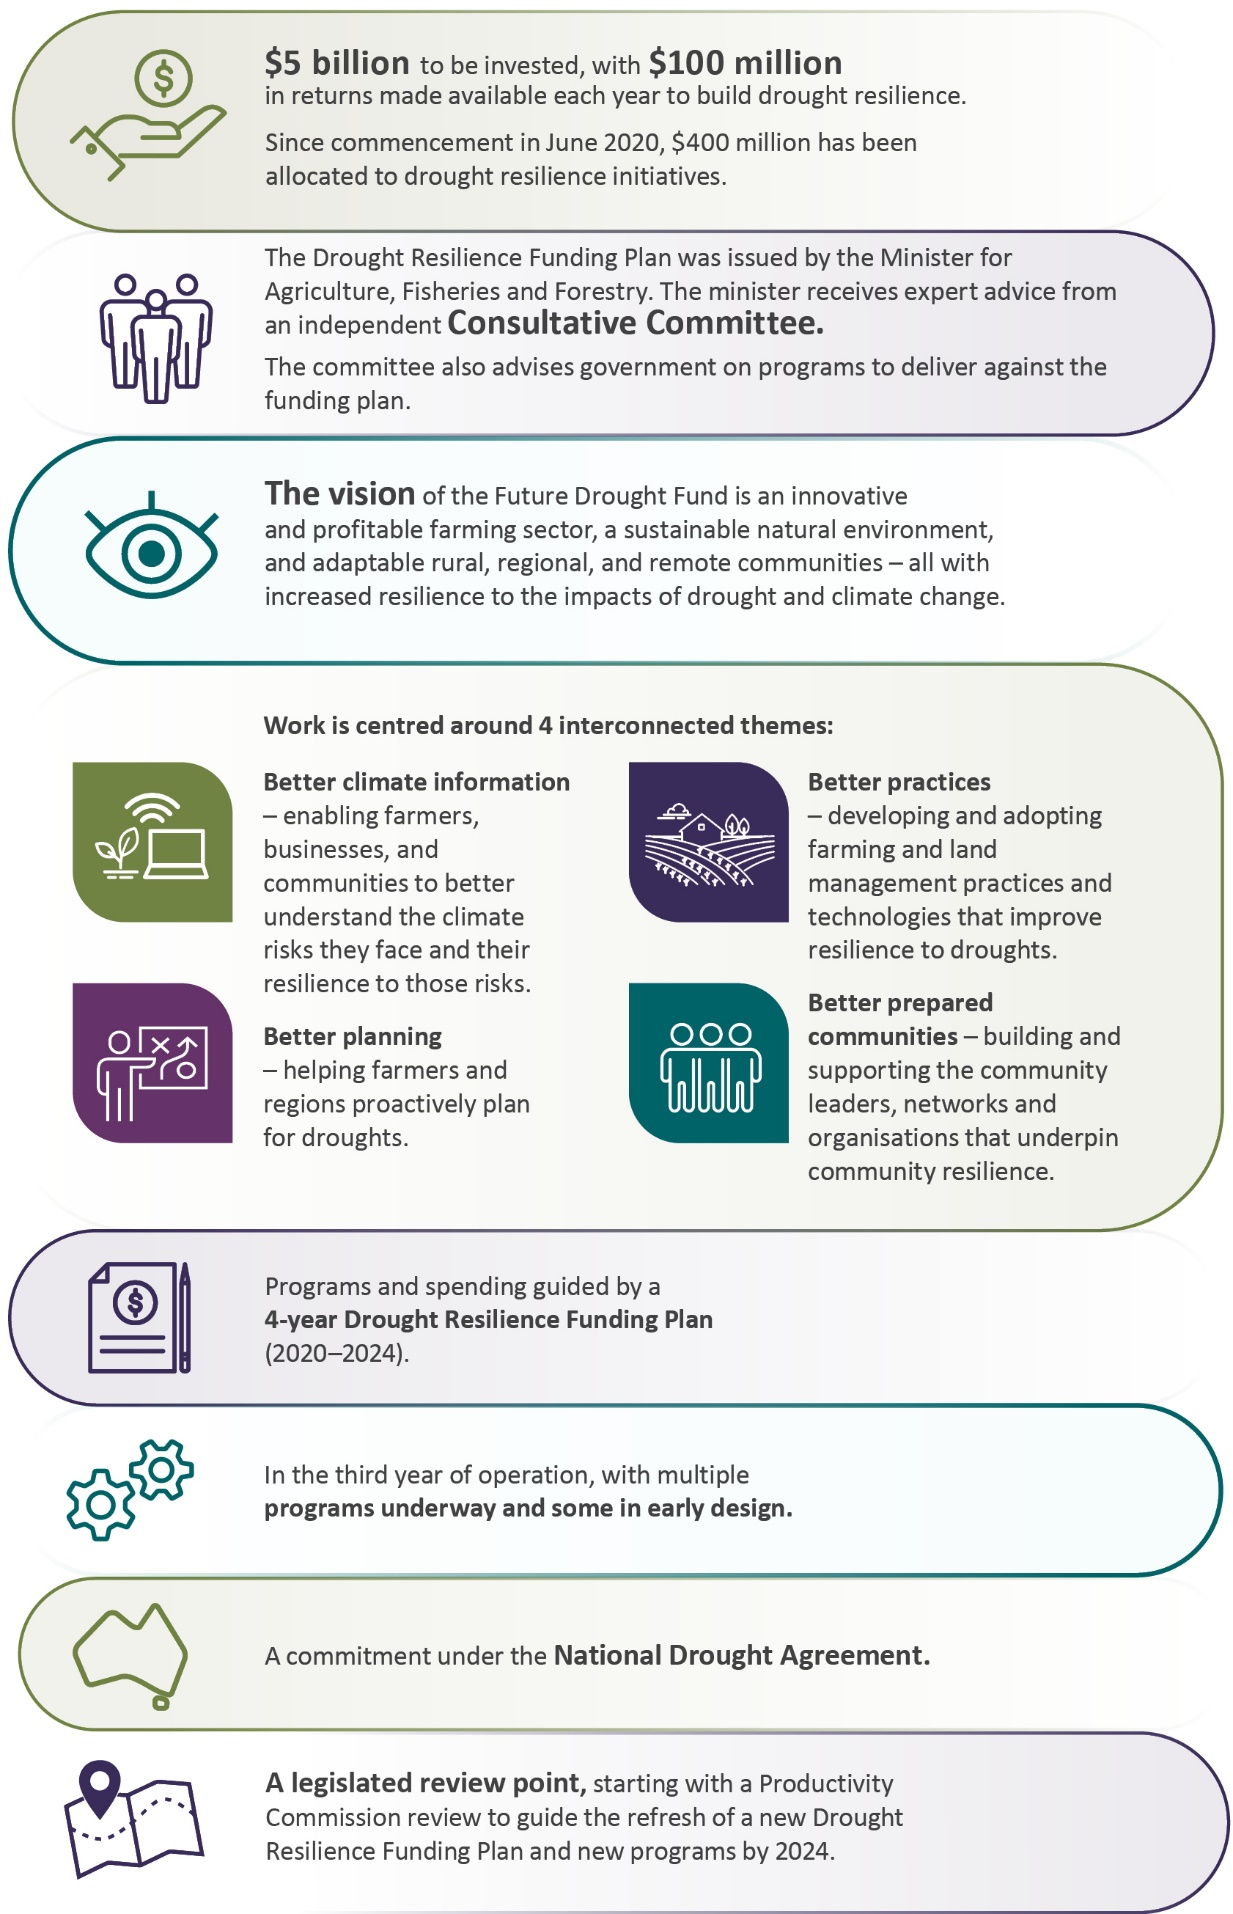 $5 billion to be invested, with $100 million
in returns made available each year to build drought resilience.
Since commencement in June 2020, $400 million has been
allocated to drought resilience initiatives.
The Drought Resilience Funding Plan was issued by the Minister for
Agriculture, Fisheries and Forestry. The minister receives expert advice from
an independent Consultative Committee.
The committee also advises government on programs to deliver against the
funding plan.
The vision of the Future Drought Fund is an innovative
and profitable farming sector, a sustainable natural environment,
and adaptable rural, regional, and remote communities – all with
increased resilience to the impacts of drought and climate change.
Work is centred around 4 interconnected themes:
Better climate information
– enabling farmers,
businesses, and
communities to better
understand the climate
risks they face and their
resilience to those risks.
Better practices
– developing and adopting
farming and land
management practices and
technologies that improve
resilience to droughts.
Better planning
– helping farmers and
regions proactively plan
for droughts.
Better prepared
communities – building and
supporting the community
leaders, networks and
organisations that underpin
community resilience.
Programs and spending guided by a
4-year Drought Resilience Funding Plan
(2020–2024).
In the third year of operation, with multiple
programs underway and some in early design.
A commitment under the National Drought Agreement.
A legislated review point, starting with a Productivity
Commission review to guide the refresh of a new Drought
Resilience Funding Plan and new programs by 2024.